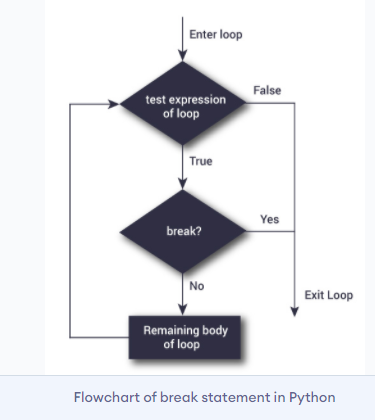 Enter loop
test expression
of loop
False
True
break?
Yes
No
Exit Loop
Remaining body
of loop
Flowchart of break statement in Python